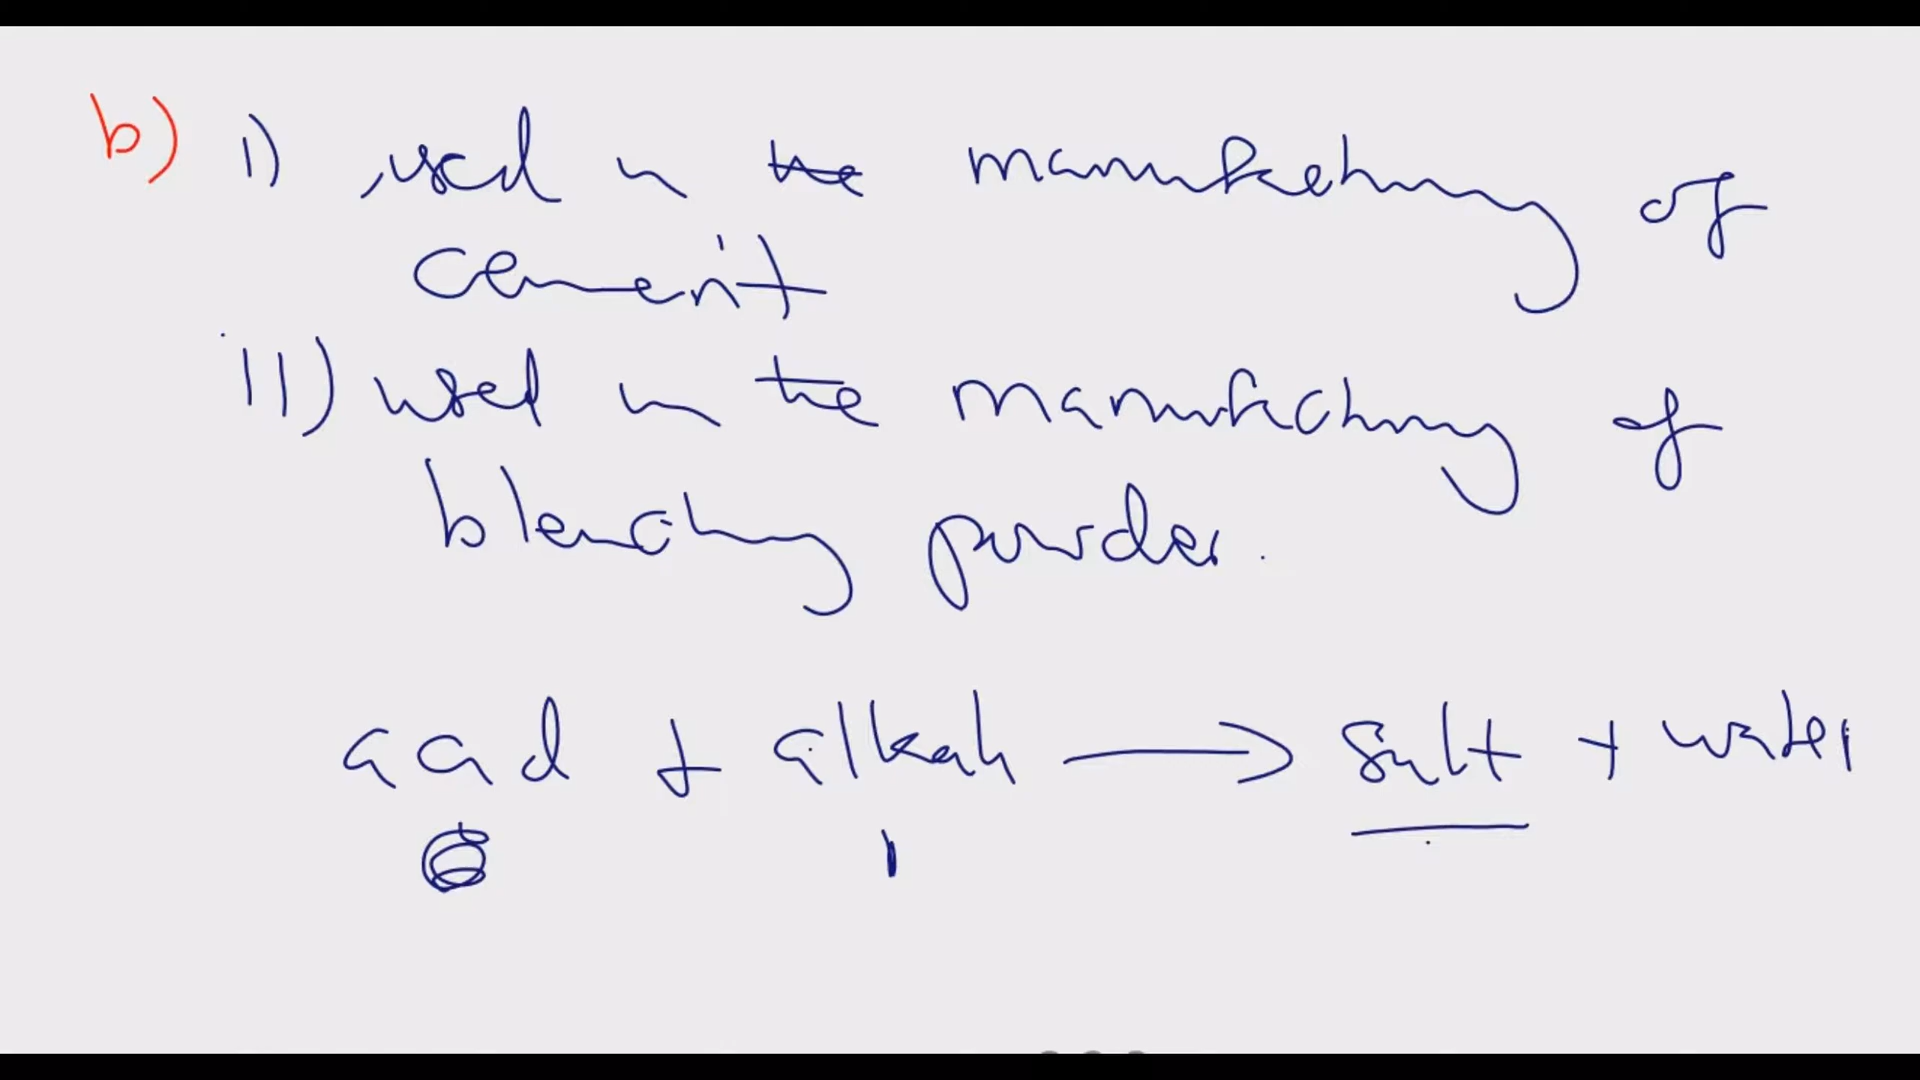 b) i) used in the manufacturing of
cement
ii) used in the manufacturing of
bleaching powder.
acid + alkali → salt + water